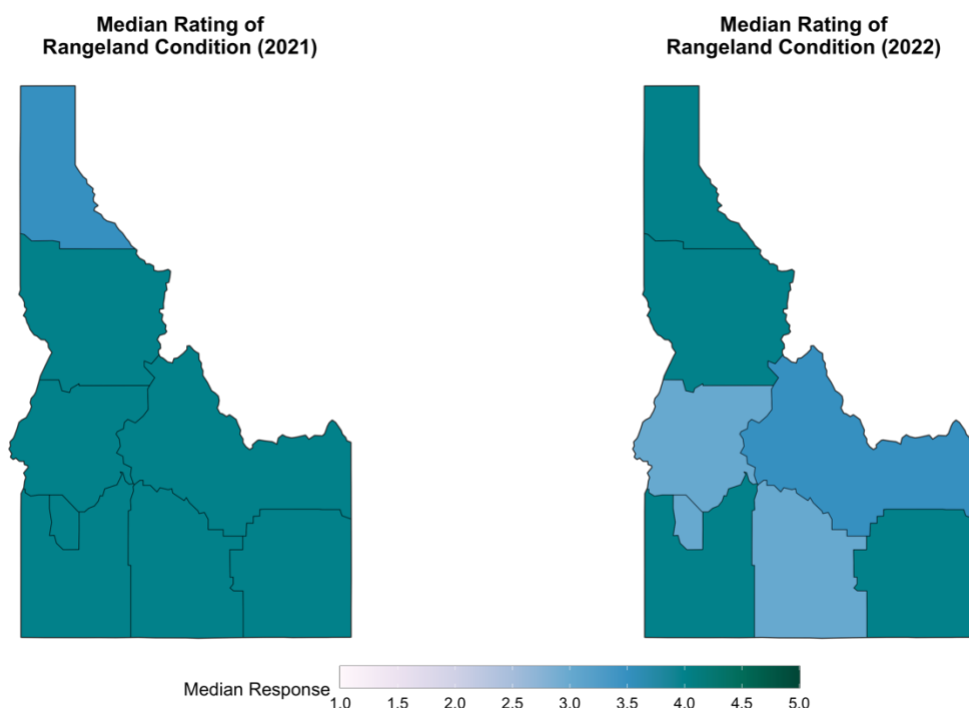 Median Rating of
Rangeland Condition (2021)
Median Rating of
Rangeland Condition (2022)
Median Response
1.0 1.5 2.0 2.5 3.0 3.5 4.0 4.5 5.0